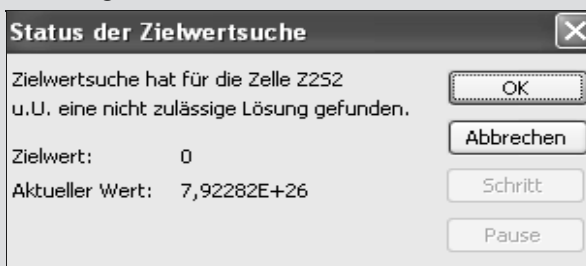 Status der Zielwertsuche
Zielwertsuche hat für die Zelle Z2S2
u.U. eine nicht zulässige Lösung gefunden.
Zielwert: 0
Aktueller Wert: 7,92282E+26
OK
Abbrechen
Schritt
Pause